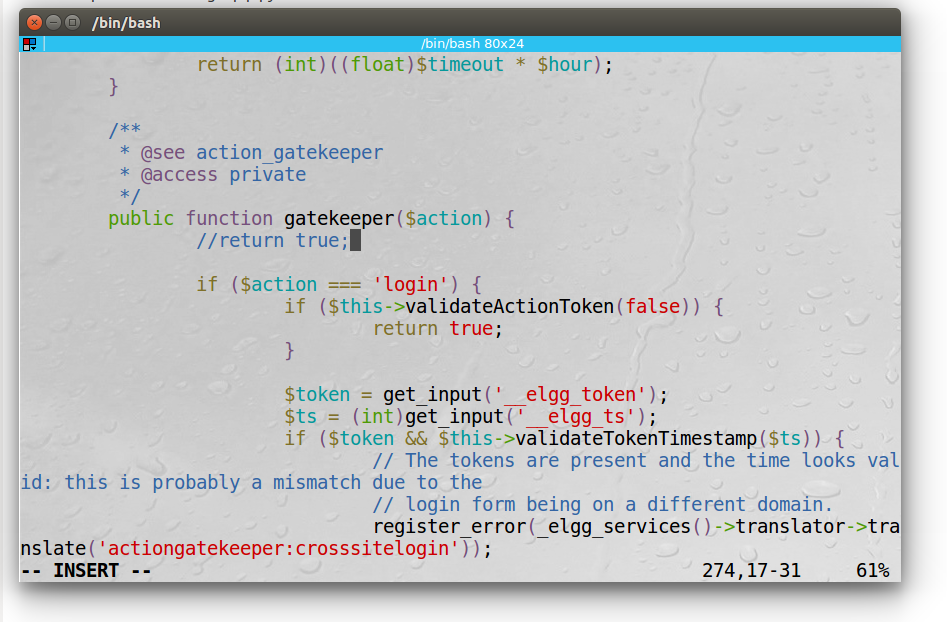 /bin/bash
/bin/bash 80x24
return (int)((float)$timeout * $hour);
}
/**
* @see action_gatekeeper
* @access private
*/
public function gatekeeper($action) {
//return true;
if ($action === 'login') {
if ($this->validateActionToken(false)) {
return true;
}
$token = get_input('__elgg_token');
$ts = (int)get_input('__elgg_ts');
if ($token && $this->validateTokenTimestamp($ts)) {
// The tokens are present and the time looks val
id: this is probably a mismatch due to the
// login form being on a different domain.
register_error(_elgg_services()->translator->tra
nslate('actiongatekeeper:crosssitelogin'));
-- INSERT -- 274,17-31 61%